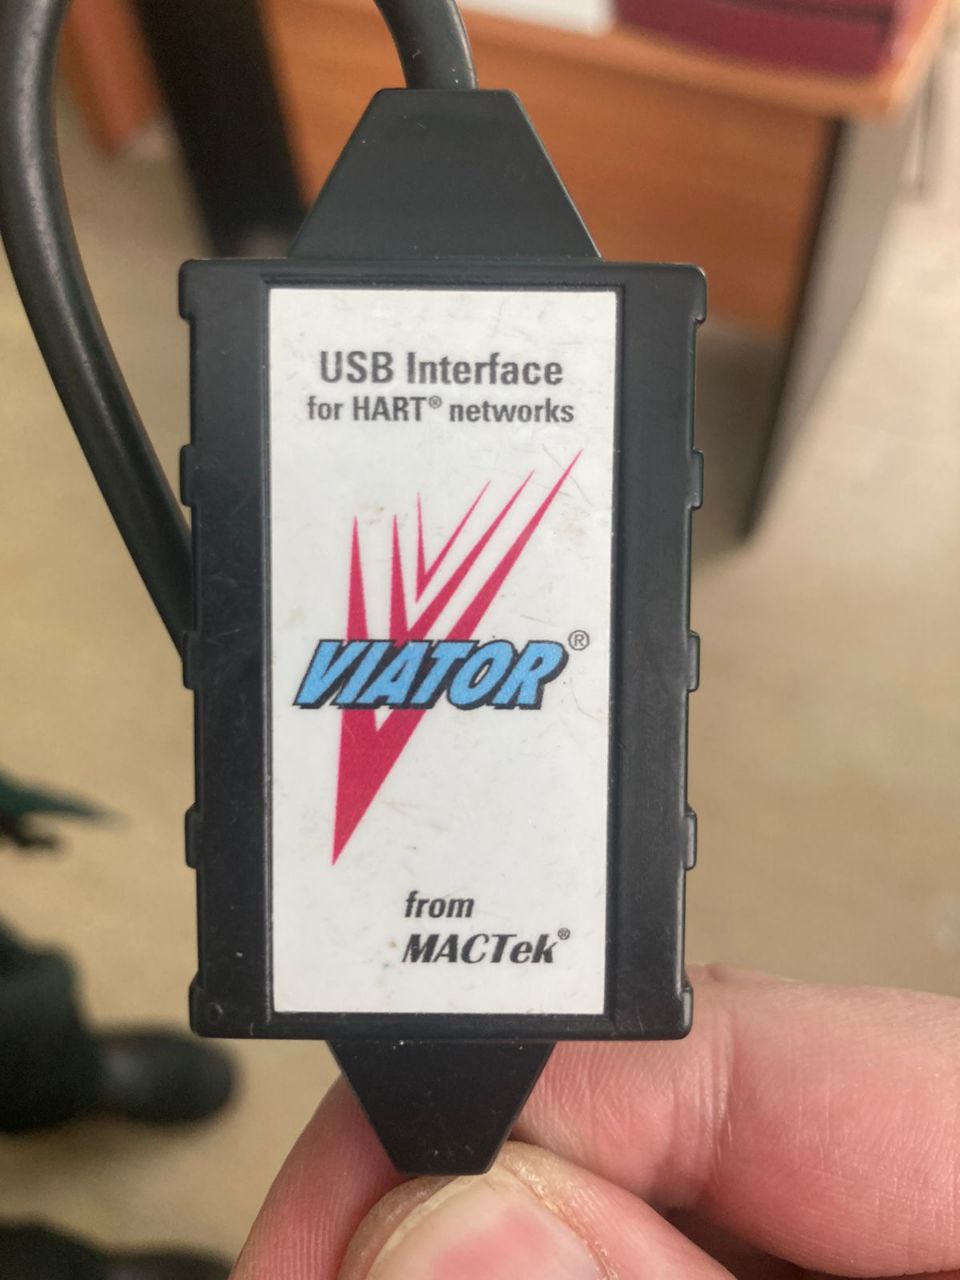 USB Interface
for HART® networks
VIATOR®
from
MACTek®